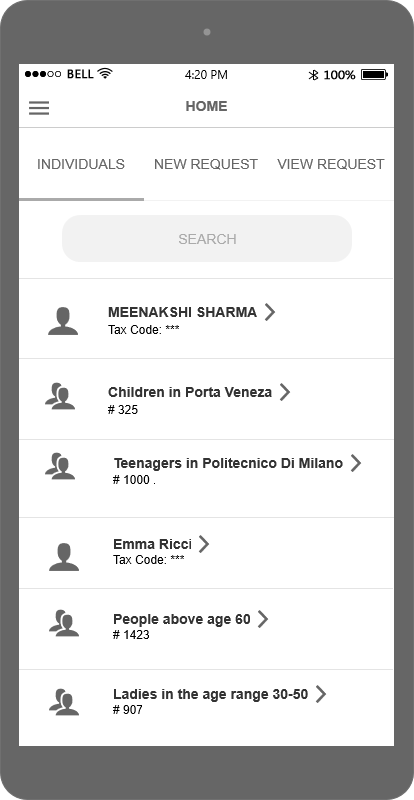 BELL 4:20 PM 100%
HOME
INDIVIDUALS NEW REQUEST VIEW REQUEST
SEARCH
MEENAKSHI SHARMA
Tax Code: ***
Children in Porta Veneza
# 325
Teenagers in Politecnico Di Milano
# 1000 .
Emma Ricci
Tax Code: ***
People above age 60
# 1423
Ladies in the age range 30-50
# 907